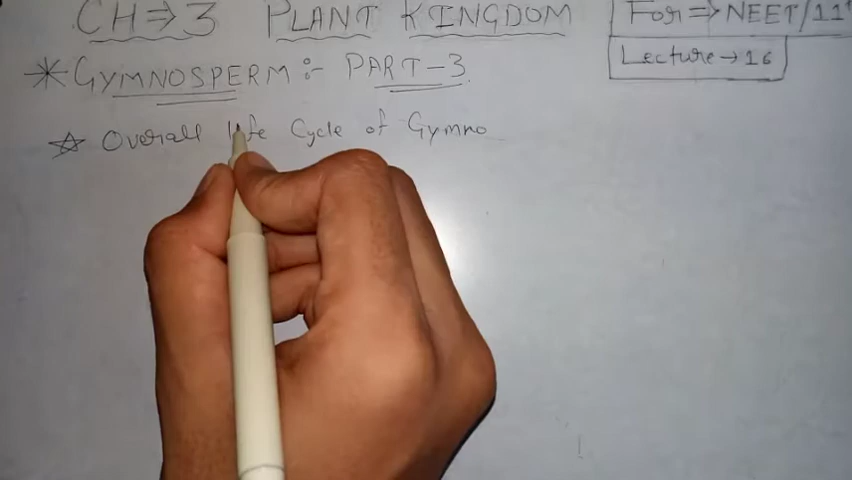 CH⇒3 PLANT KINGDOM
For⇒NEET/11
Lecture→16
*GYMNOSPERM:- PART-3
☆ Overall life Cycle of Gymno